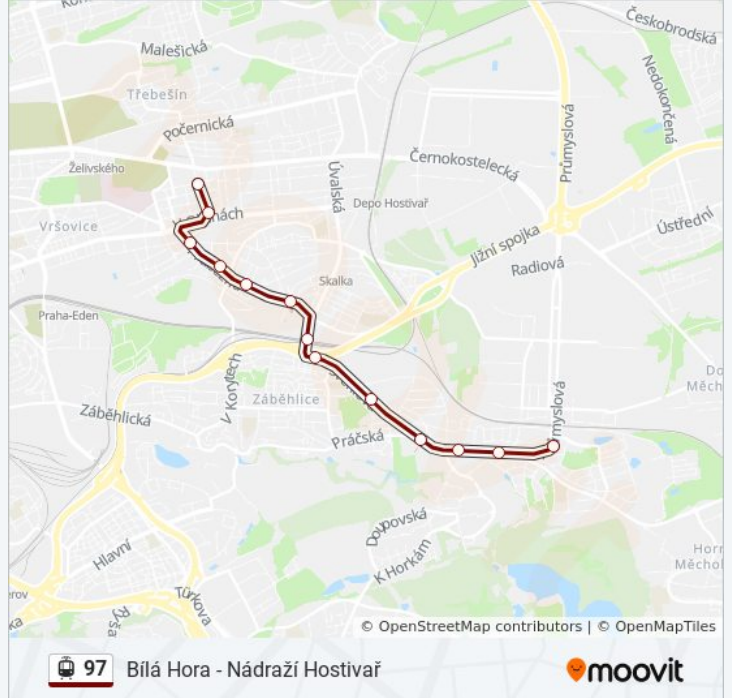 Českobrodská
Malešická
Nedokončená
Třebešín
Počernická
Průmyslová
Černokostelecká
Želivského
Úvalská
Depo Hostivař
Vršovice
Ústřední
Jižní spojka
Radiová
Skalka
Praha-Eden
V Korytech
Záběhlice
Záběhlická
Práčská
Doupovská
K Horkám
Hlavní
Türkova
© OpenStreetMap contributors | © OpenMapTiles
97 Bílá Hora - Nádraží Hostivař
moovit